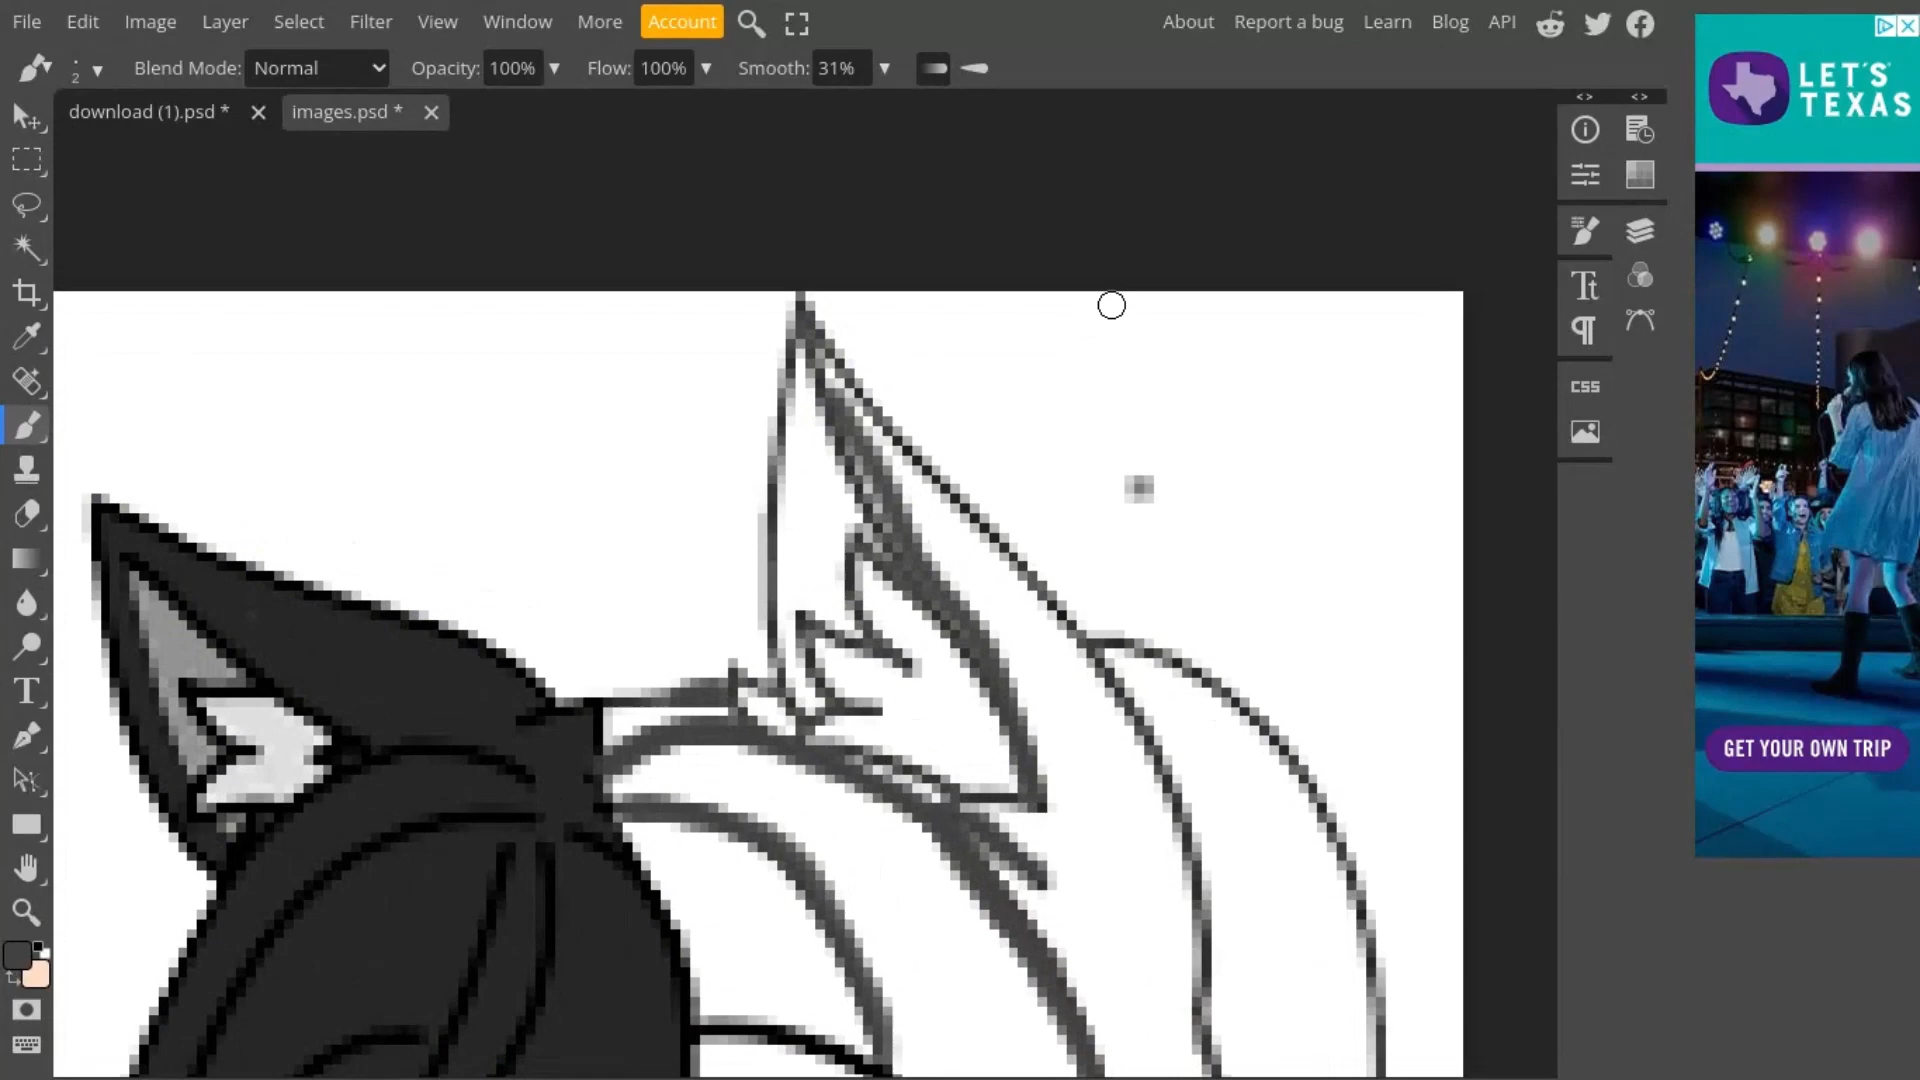 File Edit Image Layer Select Filter View Window More Account About Report a bug Learn Blog API
2 Blend Mode: Normal Opacity: 100% Flow: 100% Smooth: 31%
download (1).psd * images.psd *
LET'S
TEXAS
CSS
GET YOUR OWN TRIP